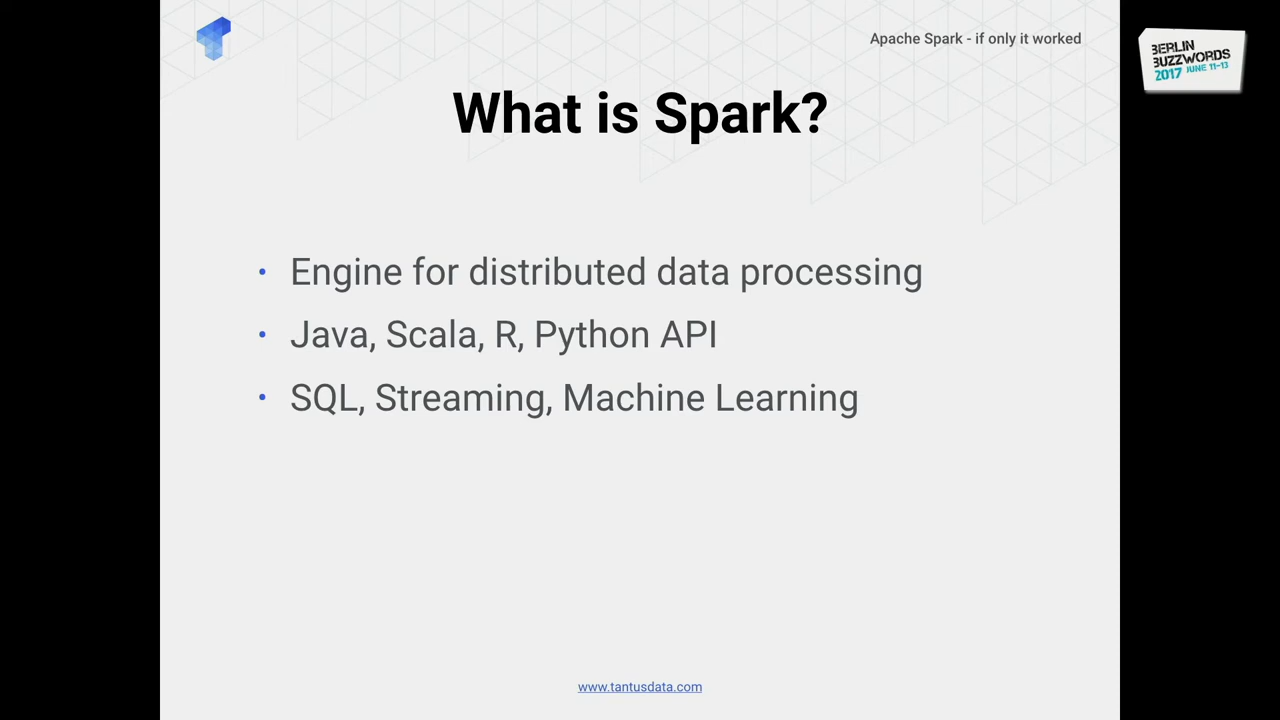 Apache Spark - if only it worked
BERLIN
BUZZWORDS
2017 JUNE 11-13
What is Spark?
• Engine for distributed data processing
• Java, Scala, R, Python API
• SQL, Streaming, Machine Learning
www.tantusdata.com